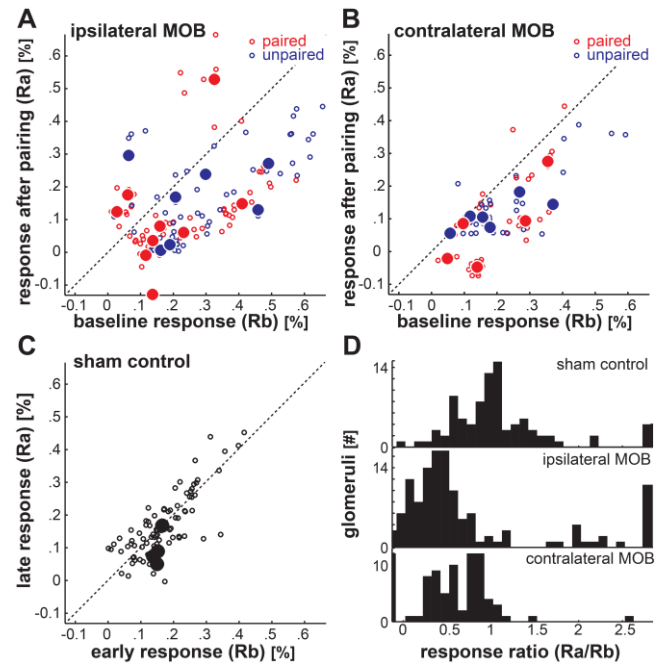 A ipsilateral MOB
paired
unpaired
response after pairing (Ra) [%]
.6
.5
.4
.3
.2
.1
0
-0.1
-0.1 0 .1 .2 .3 .4 .5 .6
baseline response (Rb) [%]
B contralateral MOB
paired
unpaired
response after pairing (Ra) [%]
.6
.5
.4
.3
.2
.1
0
-0.1
-0.1 0 .1 .2 .3 .4 .5 .6
baseline response (Rb) [%]
C sham control
late response (Ra) [%]
.6
.5
.4
.3
.2
.1
0
-0.1
-0.1 0 .1 .2 .3 .4 .5 .6
early response (Rb) [%]
D
glomeruli [#]
sham control
14
0
ipsilateral MOB
14
0
contralateral MOB
10
0
0 0.5 1 1.5 2 2.5
response ratio (Ra/Rb)